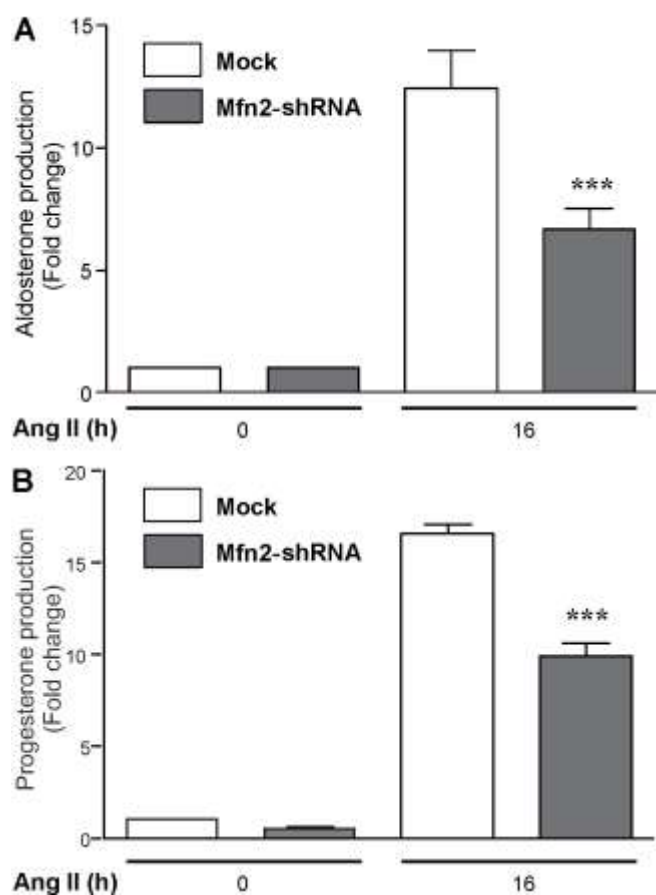 A
Aldosterone production
(Fold change)
15
10
5
0
Mock
Mfn2-shRNA
***
Ang II (h)
0
16
B
Progesterone production
(Fold change)
20
15
10
5
0
Mock
Mfn2-shRNA
***
Ang II (h)
0
16